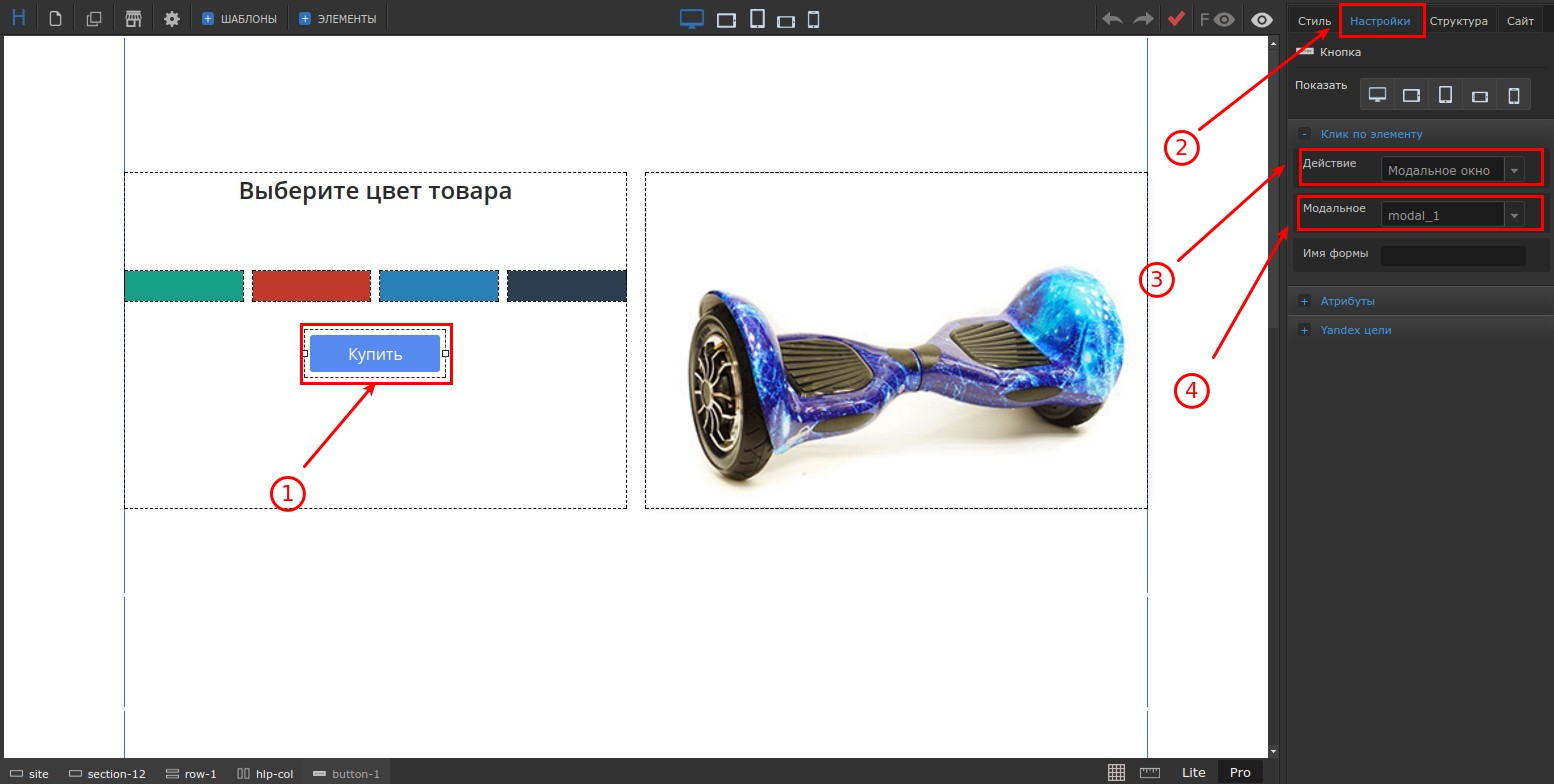 H ШАБЛОНЫ ЭЛЕМЕНТЫ F
Стиль Настройки Структура Сайт
Кнопка
Показать
2
- Клик по элементу
Действие Модальное окно
Модальное modal_1
Имя формы
3
+ Атрибуты
+ Yandex цели
4
Выберите цвет товара
Купить
1
site section-12 row-1 hlp-col button-1 Lite Pro